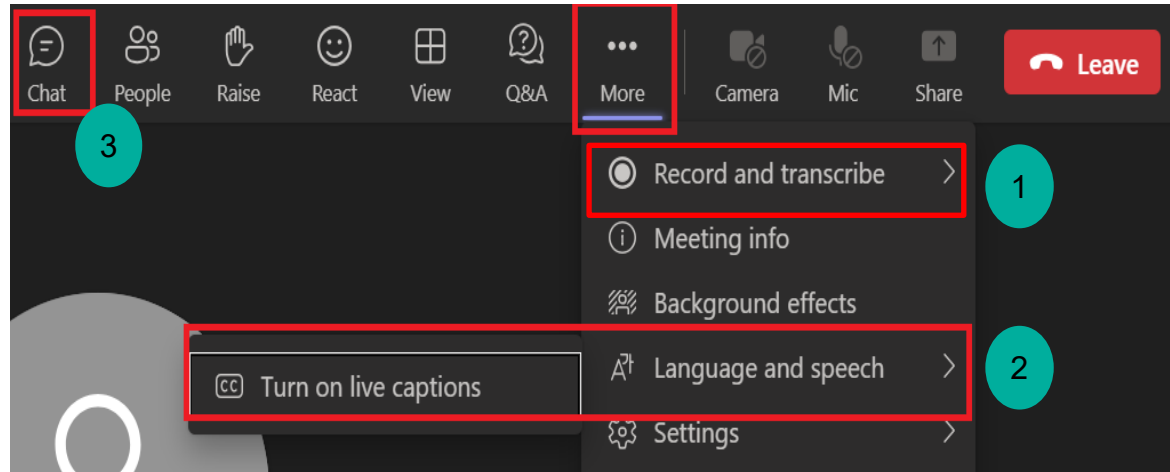 Chat People Raise React View Q&A More Camera Mic Share Leave
3
Record and transcribe
1
Meeting info
Background effects
Language and speech
2
CC Turn on live captions
Settings